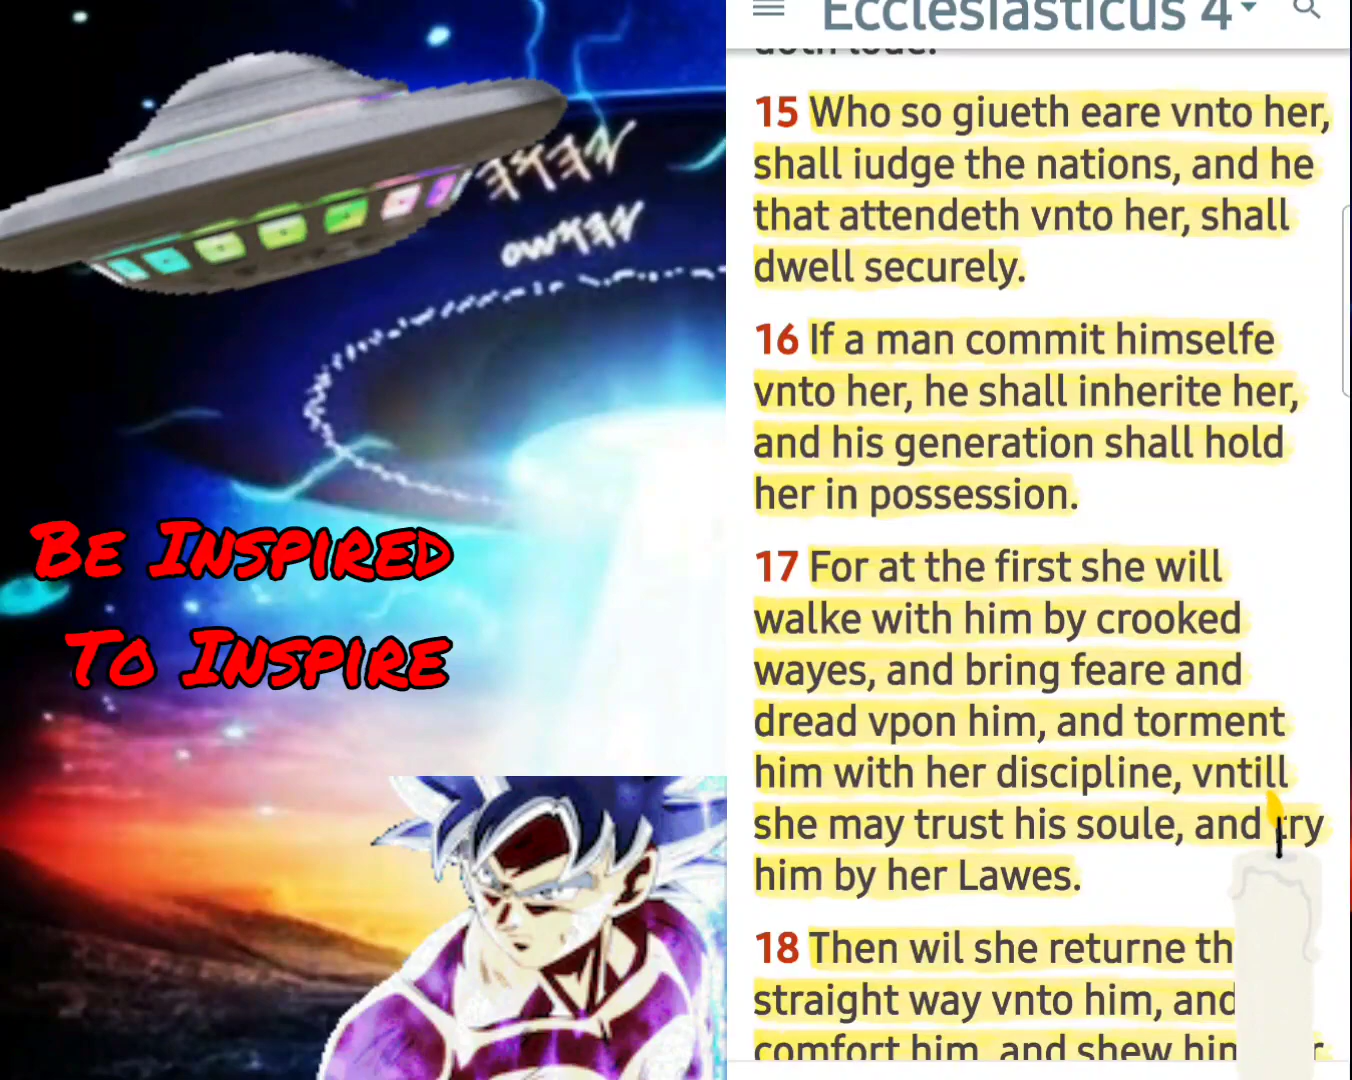 𐤉𐤄𐤅𐤄
𐤉𐤄𐤅𐤔𐤏
Be Inspired
To Inspire
Ecclesiasticus 4
15 Who so giueth eare vnto her,
shall iudge the nations, and he
that attendeth vnto her, shall
dwell securely.
16 If a man commit himselfe
vnto her, he shall inherite her,
and his generation shall hold
her in possession.
17 For at the first she will
walke with him by crooked
wayes, and bring feare and
dread vpon him, and torment
him with her discipline, vntill
she may trust his soule, and try
him by her Lawes.
18 Then wil she returne
straight way vnto him, and
comfort him, and shew